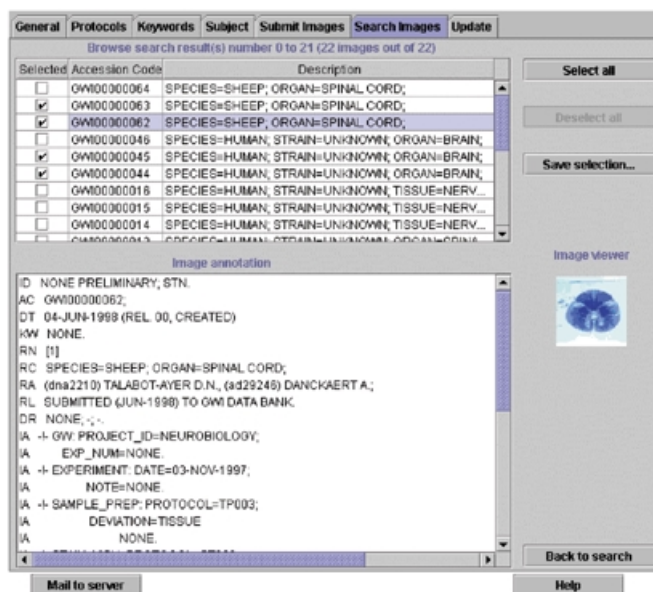 General Protocols Keywords Subject Submit Images Search Images Update
Browse search result(s) number 0 to 21 (22 images out of 22)
Selected Accession Code Description
GWI00000064 SPECIES=SHEEP; ORGAN=SPINAL CORD;
GWI00000063 SPECIES=SHEEP; ORGAN=SPINAL CORD;
GWI00000062 SPECIES=SHEEP; ORGAN=SPINAL CORD;
GWI00000046 SPECIES=HUMAN; STRAIN=UNKNOWN; ORGAN=BRAIN;
GWI00000045 SPECIES=HUMAN; STRAIN=UNKNOWN; ORGAN=BRAIN;
GWI00000044 SPECIES=HUMAN; STRAIN=UNKNOWN; ORGAN=BRAIN;
GWI00000016 SPECIES=HUMAN; STRAIN=UNKNOWN; TISSUE=NERV...
GWI00000015 SPECIES=HUMAN; STRAIN=UNKNOWN; TISSUE=NERV...
GWI00000014 SPECIES=HUMAN; STRAIN=UNKNOWN; TISSUE=NERV...
Select all
Deselect all
Save selection...
Image annotation
ID NONE PRELIMINARY; STN.
AC GWI00000062;
DT 04-JUN-1998 (REL. 00, CREATED)
KW NONE.
RN [1]
RC SPECIES=SHEEP; ORGAN=SPINAL CORD;
RA (dna2210) TALABOT-AYER D.N., (ad29246) DANCKAERT A.;
RL SUBMITTED (JUN-1998) TO GWI DATA BANK.
DR NONE; -; -.
IA -!- GW: PROJECT_ID=NEUROBIOLOGY;
IA EXP_NUM=NONE.
IA -!- EXPERIMENT: DATE=03-NOV-1997;
IA NOTE=NONE.
IA -!- SAMPLE_PREP: PROTOCOL=TP003;
IA DEVIATION=TISSUE
IA NONE.
Image viewer
Back to search
Mail to server Help